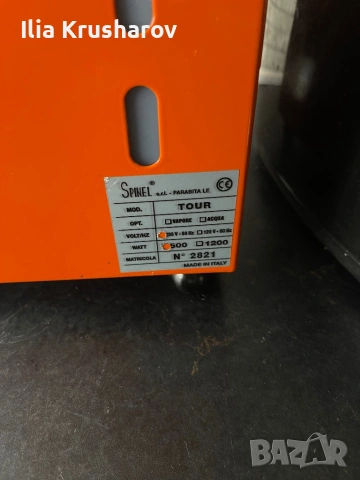 Ilia Krusharov
SPINEL s.r.l. - PARABITA LE CE
MOD. TOUR
OPT. VAPORE ACQUA
VOLT/HZ 230 V - 50 Hz 120 V - 60 Hz
WATT 500 1200
MATRICOLA N° 2821
MADE IN ITALY
bazar